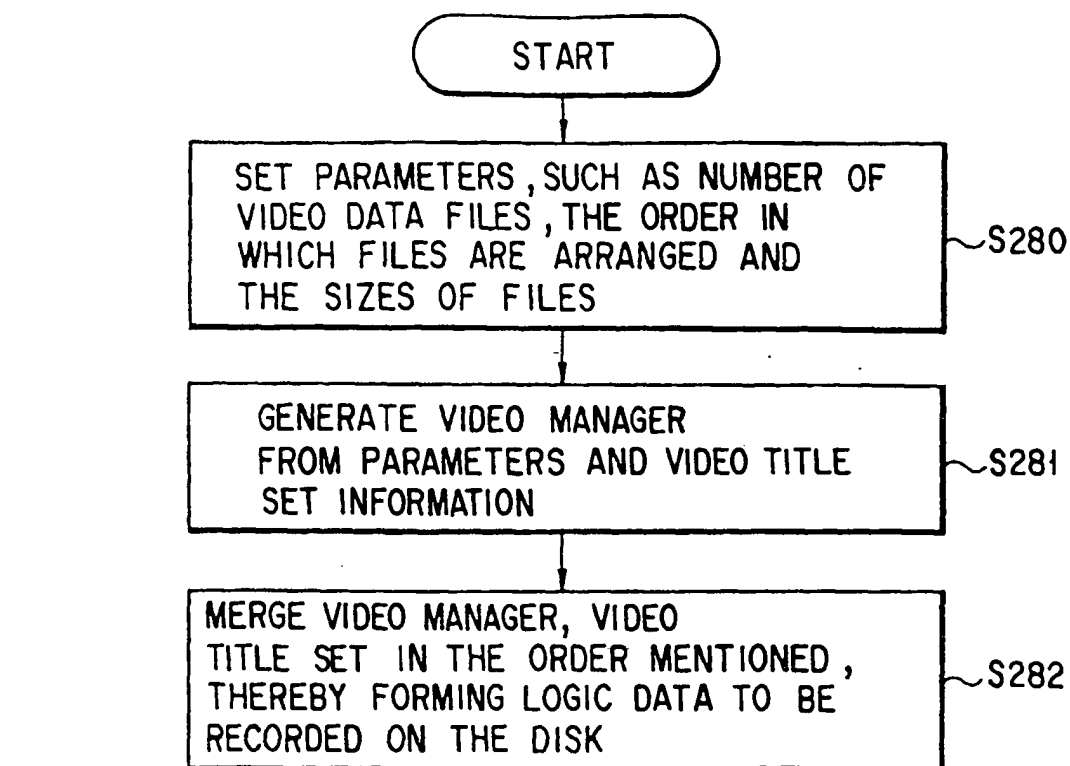 START
SET PARAMETERS, SUCH AS NUMBER OF
VIDEO DATA FILES, THE ORDER IN
WHICH FILES ARE ARRANGED AND
THE SIZES OF FILES
S280
GENERATE VIDEO MANAGER
FROM PARAMETERS AND VIDEO TITLE
SET INFORMATION
S281
MERGE VIDEO MANAGER, VIDEO
TITLE SET IN THE ORDER MENTIONED,
THEREBY FORMING LOGIC DATA TO BE
RECORDED ON THE DISK
S282